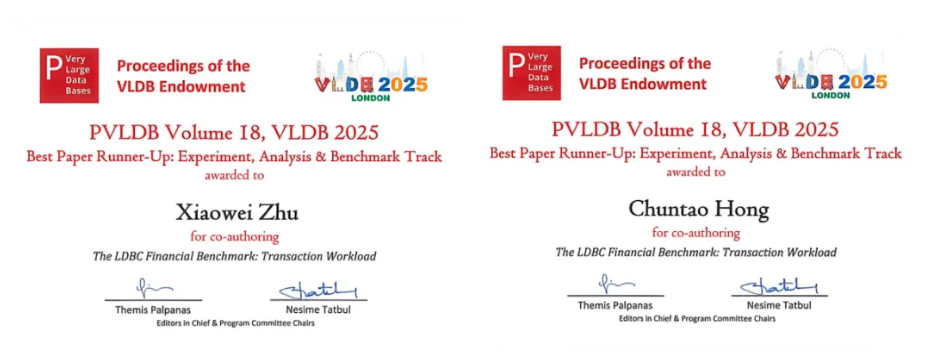 P Very
Large
Data
Bases
Proceedings of the
VLDB Endowment
VLDB 2025
LONDON
PVLDB Volume 18, VLDB 2025
Best Paper Runner-Up: Experiment, Analysis & Benchmark Track
awarded to
Xiaowei Zhu
for co-authoring
The LDBC Financial Benchmark: Transaction Workload
Themis Palpanas Nesime Tatbul
Editors in Chief & Program Committee Chairs
P Very
Large
Data
Bases
Proceedings of the
VLDB Endowment
VLDB 2025
LONDON
PVLDB Volume 18, VLDB 2025
Best Paper Runner-Up: Experiment, Analysis & Benchmark Track
awarded to
Chuntao Hong
for co-authoring
The LDBC Financial Benchmark: Transaction Workload
Themis Palpanas Nesime Tatbul
Editors in Chief & Program Committee Chairs